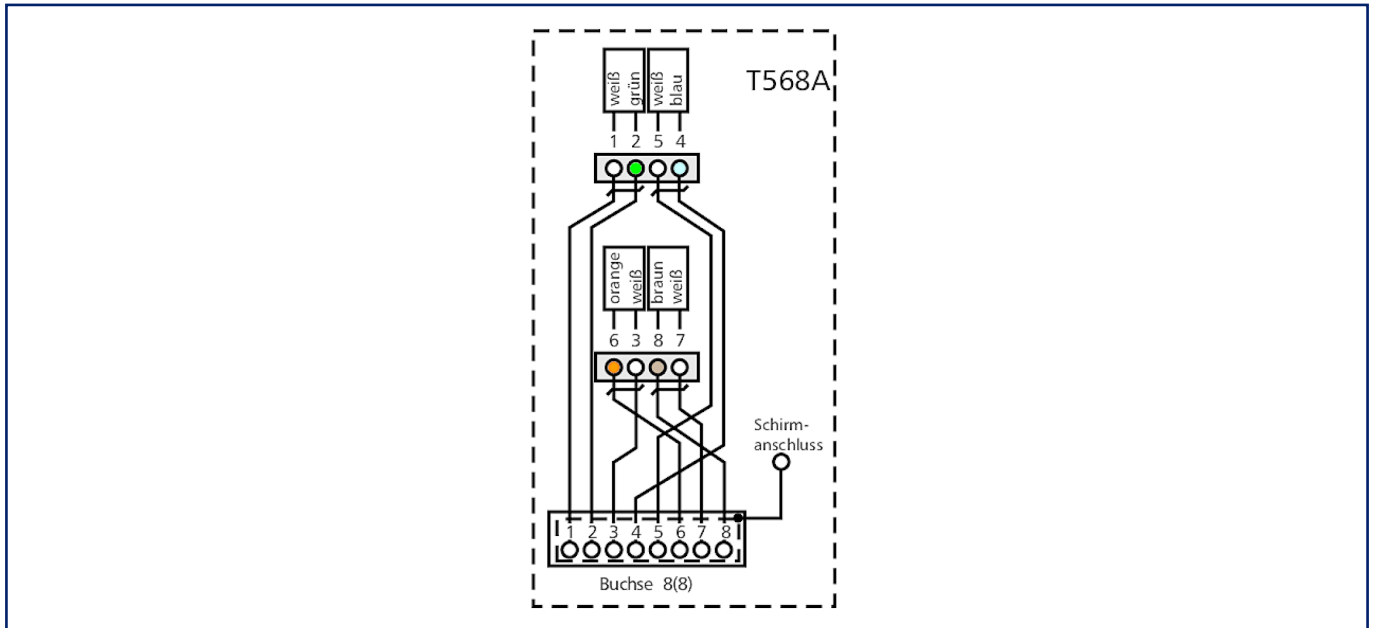 T568A
weiß
grün
weiß
blau
1 2 5 4
orange
weiß
braun
weiß
6 3 8 7
Schirm-
anschluss
1 2 3 4 5 6 7 8
Buchse 8(8)